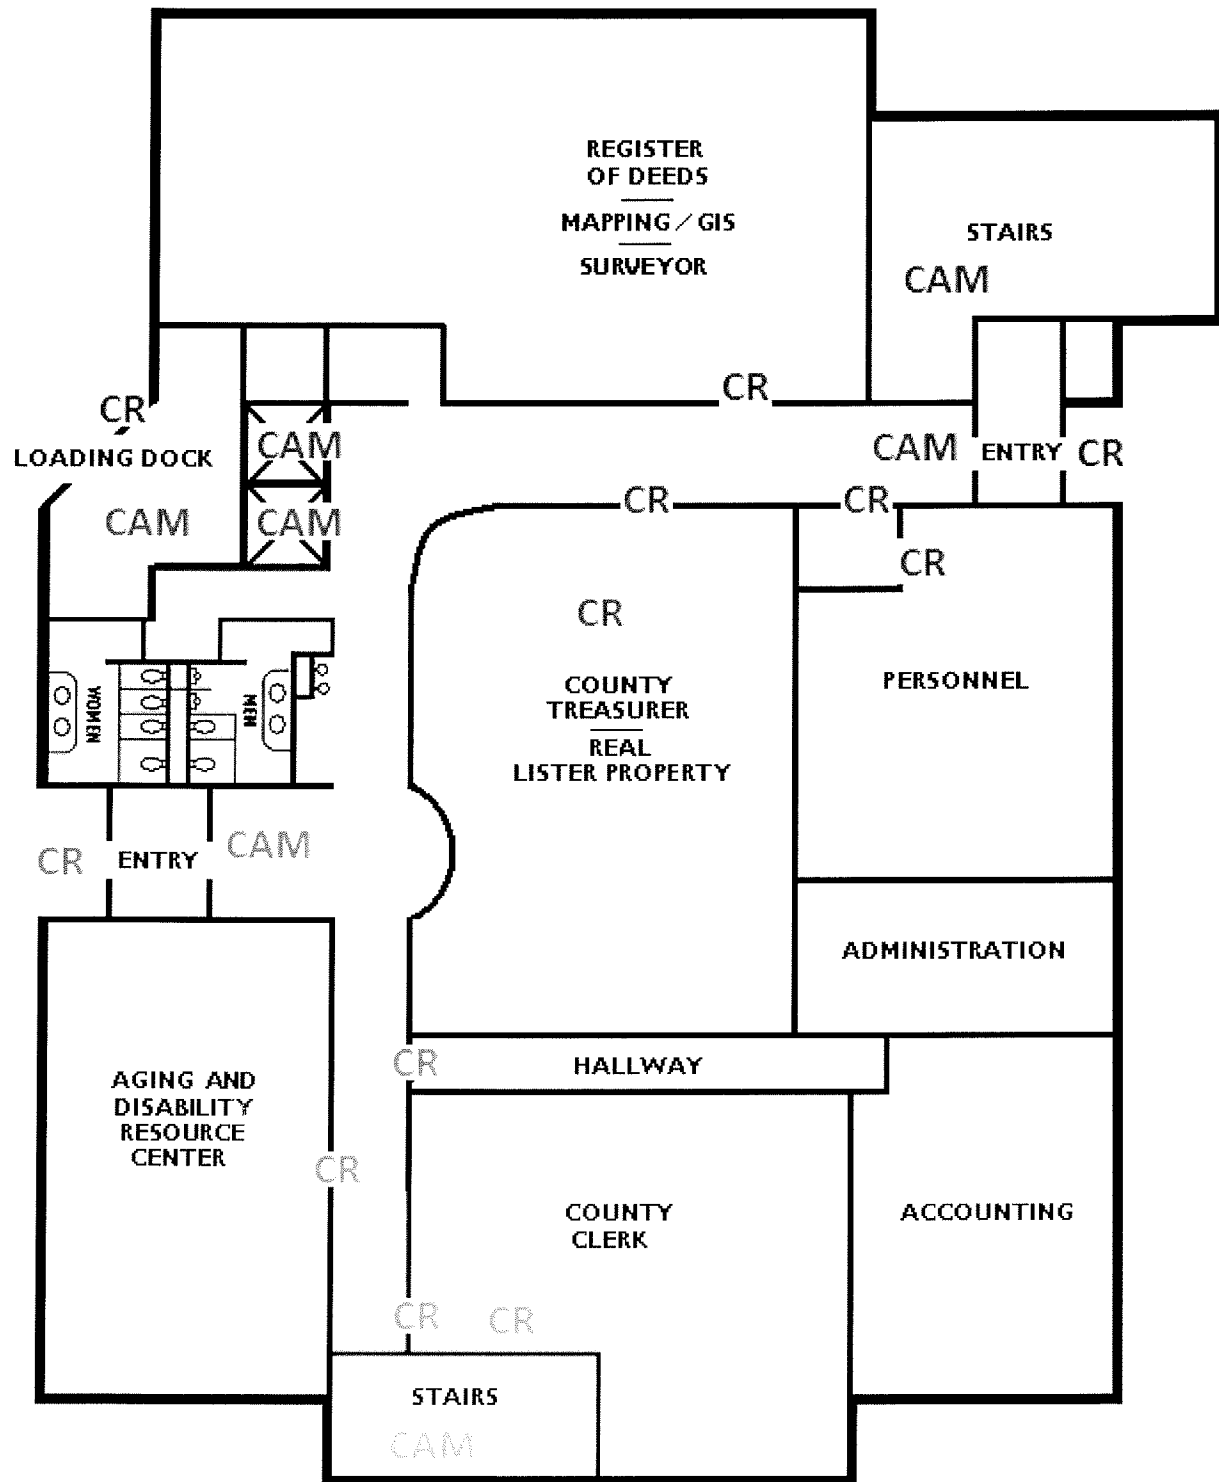 REGISTER
OF DEEDS
MAPPING / GIS
SURVEYOR
STAIRS
CAM
CR
CR
LOADING DOCK
CAM
CAM
ENTRY
CR
CAM
CAM
CR
CR
CR
CR
COUNTY
TREASURER
REAL
LISTER PROPERTY
PERSONNEL
WOMEN
MEN
CR
ENTRY
CAM
ADMINISTRATION
CR
HALLWAY
AGING AND
DISABILITY
RESOURCE
CENTER
CR
COUNTY
CLERK
ACCOUNTING
CR
CR
STAIRS
CAM